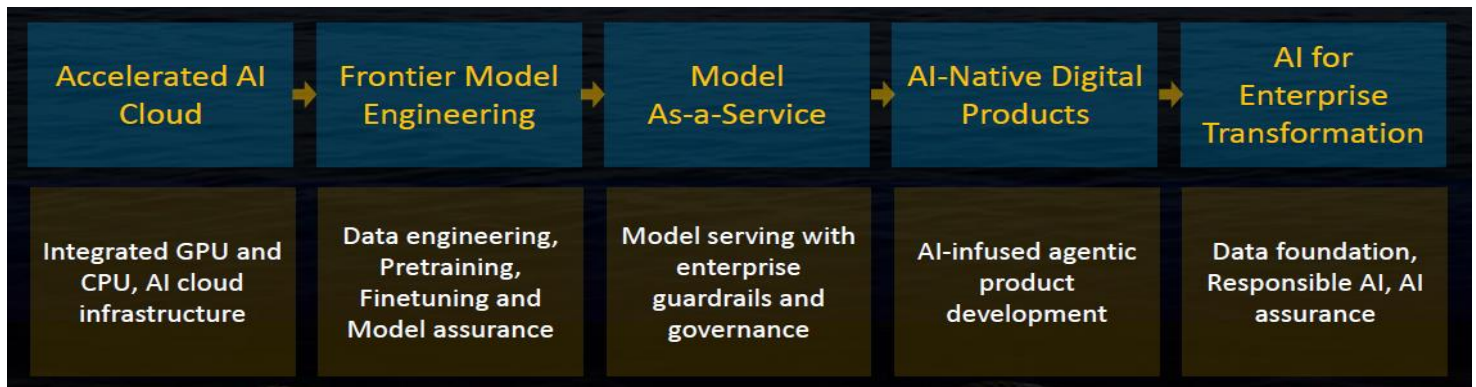 Accelerated AI
Cloud
Frontier Model
Engineering
Model
As-a-Service
AI-Native Digital
Products
AI for
Enterprise
Transformation
Integrated GPU and
CPU, AI cloud
infrastructure
Data engineering,
Pretraining,
Finetuning and
Model assurance
Model serving with
enterprise
guardrails and
governance
AI-infused agentic
product
development
Data foundation,
Responsible AI, AI
assurance